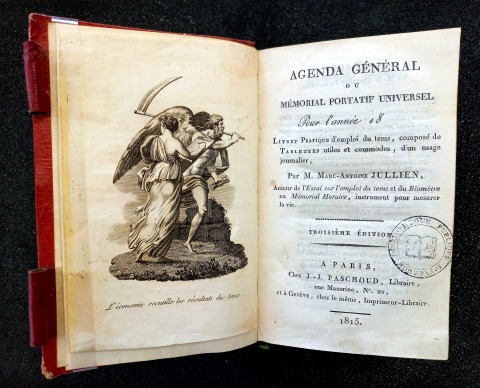 L'économie recueille les résultats du tems.
AGENDA GÉNÉRAL
OU
MÉMORIAL PORTATIF UNIVERSEL
Pour l'année 18
LIVRET PRATIQUE d'emploi du tems, composé de
TABLETTES utiles et commodes, d'un usage
journalier,
PAR M. MARC-ANTOINE JULLIEN,
Auteur de l'Essai sur l'emploi du tems et du Biomètre
ou Mémorial Horaire, instrument pour mesurer
la vie.
TROISIÈME ÉDITION.
A PARIS,
Chez J.-J. PASCHOUD, Libraire,
rue Mazarine, N°. 22,
et à GENÈVE, chez le même, Imprimeur-Libraire.
1815.